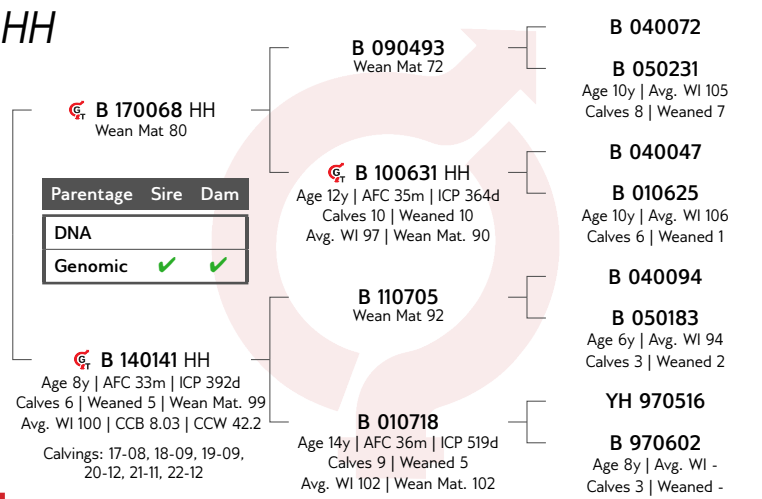 HH
B 170068 HH
Wean Mat 80
Parentage Sire Dam
DNA
Genomic ✔ ✔
B 140141 HH
Age 8y | AFC 33m | ICP 392d
Calves 6 | Weaned 5 | Wean Mat. 99
Avg. WI 100 | CCB 8.03 | CCW 42.2
Calvings: 17-08, 18-09, 19-09,
20-12, 21-11, 22-12
B 090493
Wean Mat 72
B 100631 HH
Age 12y | AFC 35m | ICP 364d
Calves 10 | Weaned 10
Avg. WI 97 | Wean Mat. 90
B 110705
Wean Mat 92
B 010718
Age 14y | AFC 36m | ICP 519d
Calves 9 | Weaned 5
Avg. WI 102 | Wean Mat. 102
B 040072
B 050231
Age 10y | Avg. WI 105
Calves 8 | Weaned 7
B 040047
B 010625
Age 10y | Avg. WI 106
Calves 6 | Weaned 1
B 040094
B 050183
Age 6y | Avg. WI 94
Calves 3 | Weaned 2
YH 970516
B 970602
Age 8y | Avg. WI -
Calves 3 | Weaned -